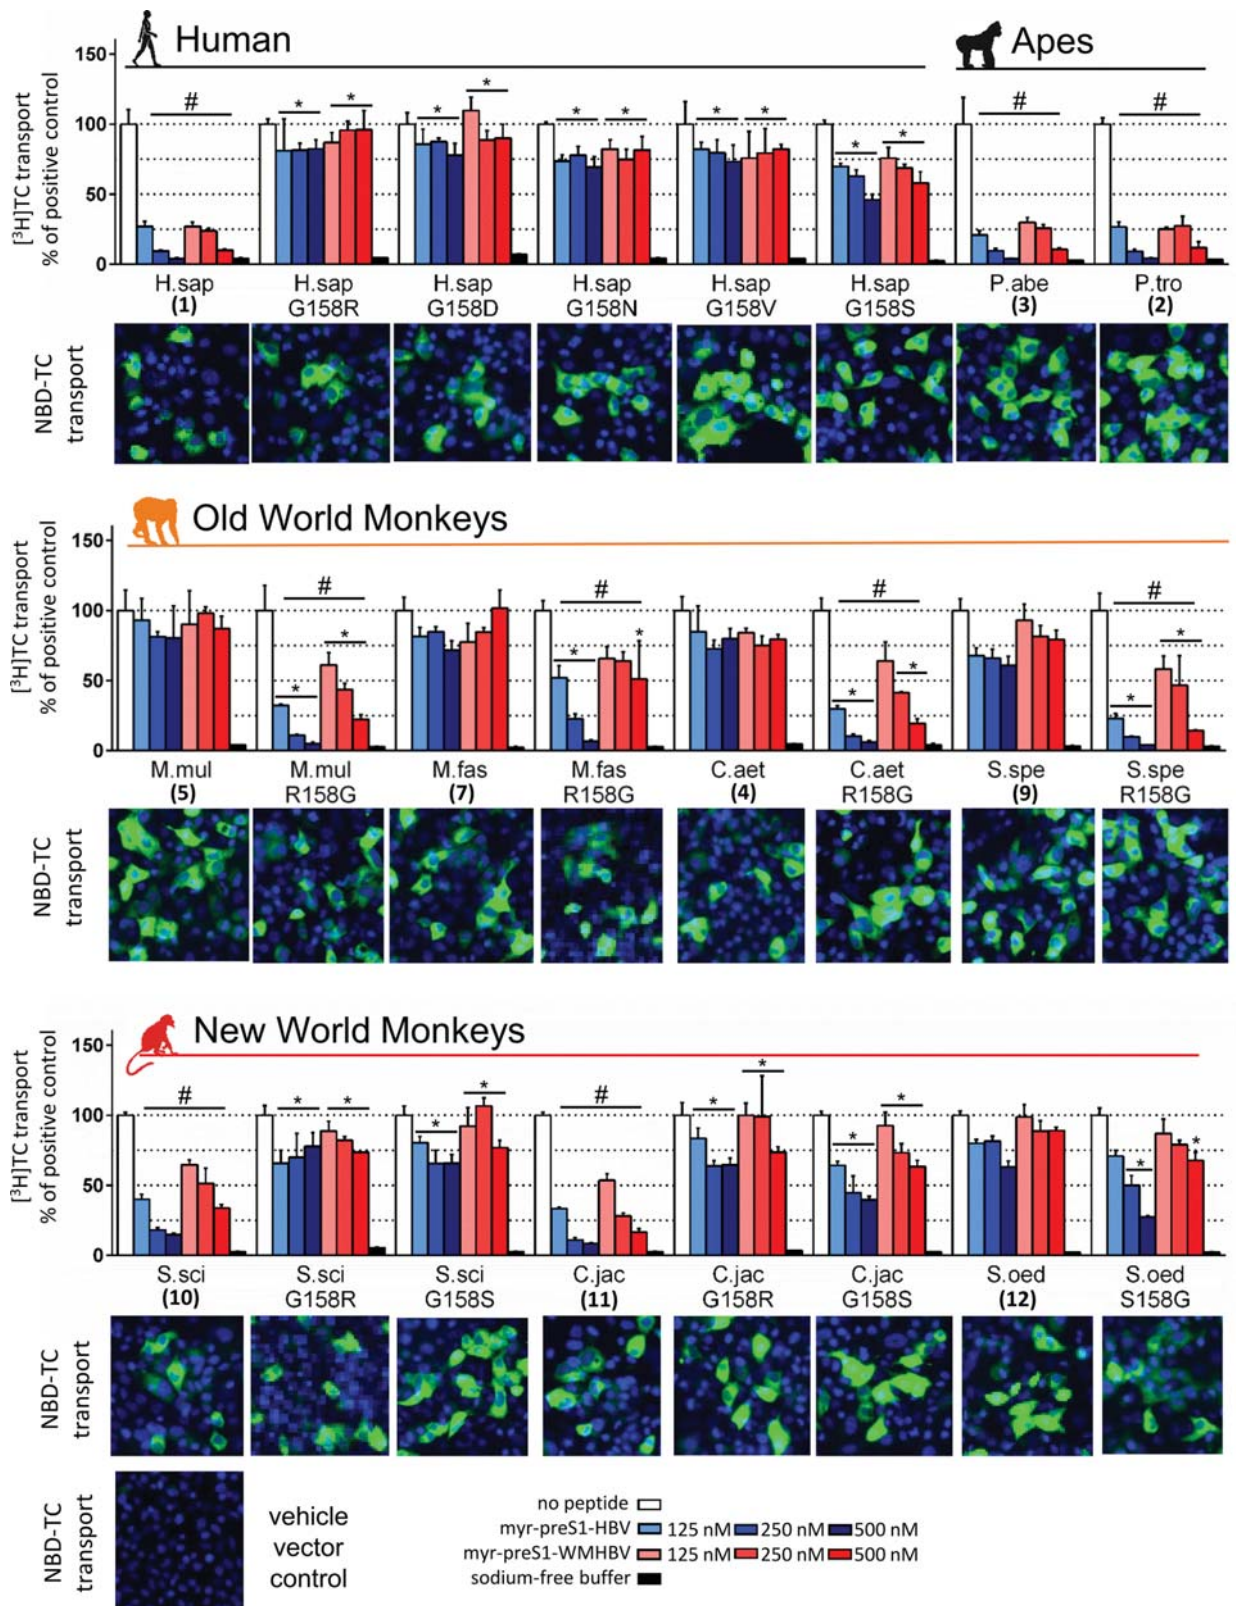 Human
Apes
[³H]TC transport
% of positive control
150
100
50
0
# * * * * * * * * * * # #
H.sap H.sap H.sap H.sap H.sap H.sap P.abe P.tro
(1) G158R G158D G158N G158V G158S (3) (2)
NBD-TC
transport
Old World Monkeys
[³H]TC transport
% of positive control
150
100
50
0
# # # #
* * * * * * * *
M.mul M.mul M.fas M.fas C.aet C.aet S.spe S.spe
(5) R158G (7) R158G (4) R158G (9) R158G
NBD-TC
transport
New World Monkeys
[³H]TC transport
% of positive control
150
100
50
0
# * * * * # * * * * * *
S.sci S.sci S.sci C.jac C.jac C.jac S.oed S.oed
(10) G158R G158S (11) G158R G158S (12) S158G
NBD-TC
transport
NBD-TC
transport
vehicle
vector
control
no peptide
myr-preS1-HBV 125 nM 250 nM 500 nM
myr-preS1-WMHBV 125 nM 250 nM 500 nM
sodium-free buffer